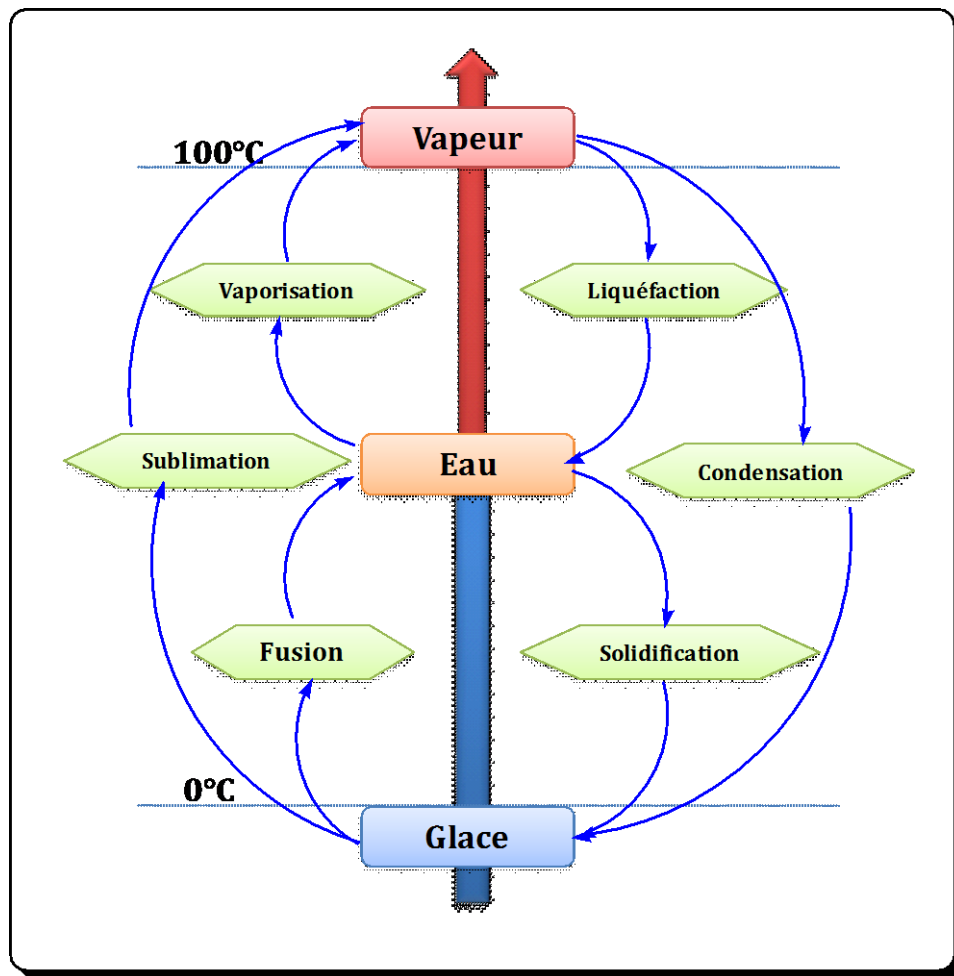 Vapeur
100°C
Vaporisation
Liquéfaction
Sublimation
Eau
Condensation
Fusion
Solidification
0°C
Glace